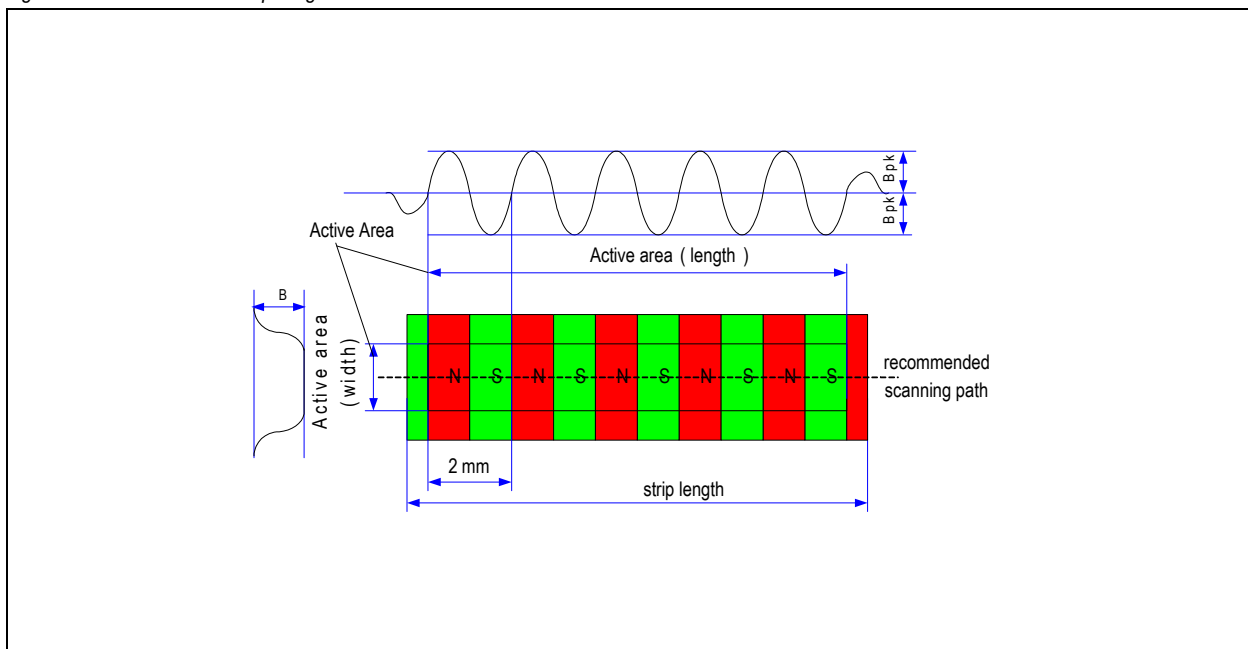 Bpk
Bpk
Active Area
Active area ( length )
B
Active area
(width)
N S N S N S N S N S
recommended
scanning path
2 mm
strip length